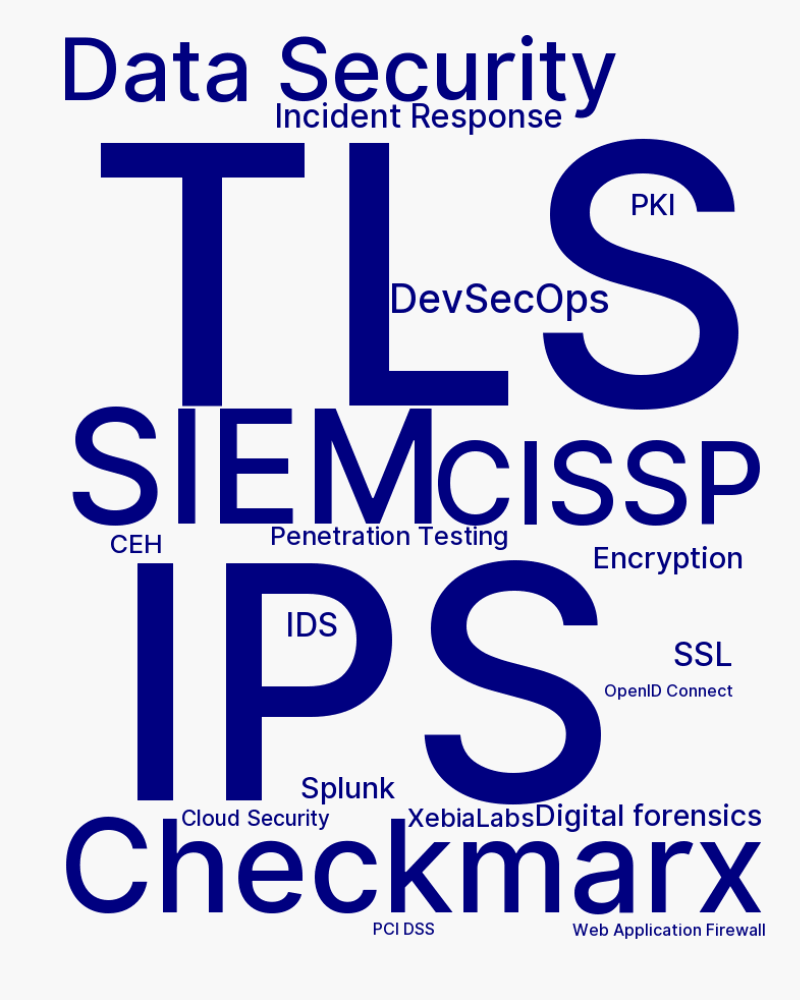 Data Security
Incident Response
TLS
PKI
DevSecOps
SIEM
CISSP
Penetration Testing
CEH
Encryption
IPS
IDS
SSL
OpenID Connect
Splunk
Cloud Security
XebiaLabs
Digital forensics
Checkmarx
PCI DSS
Web Application Firewall